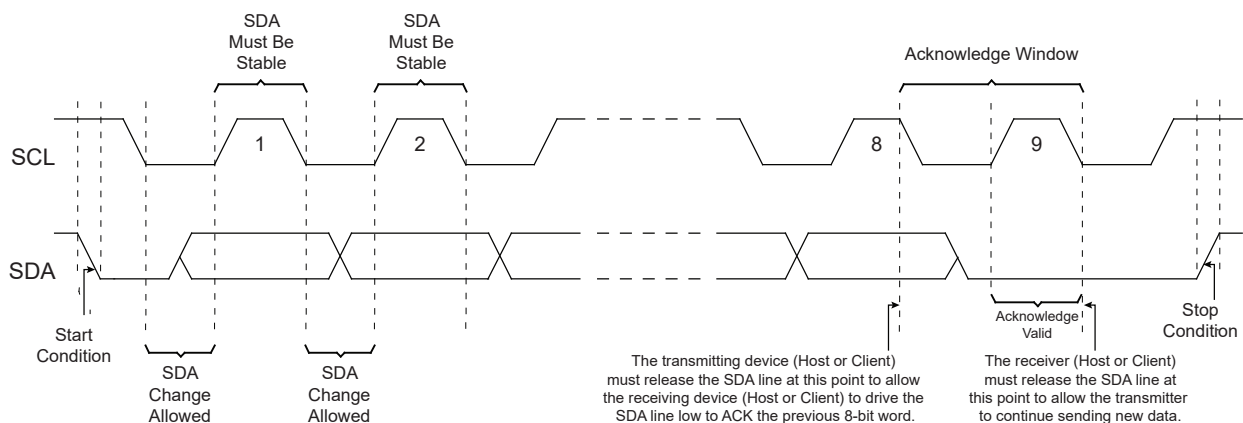 SDA
Must Be
Stable
SDA
Must Be
Stable
Acknowledge Window
SCL
1
2
8
9
SDA
Start
Condition
SDA
Change
Allowed
SDA
Change
Allowed
Acknowledge
Valid
Stop
Condition
The transmitting device (Host or Client)
must release the SDA line at this point to allow
the receiving device (Host or Client) to drive the
SDA line low to ACK the previous 8-bit word.
The receiver (Host or Client)
must release the SDA line at
this point to allow the transmitter
to continue sending new data.